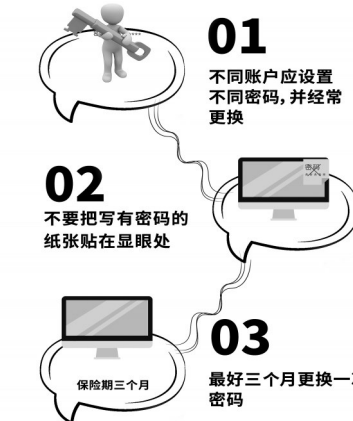 01
不同账户应设置
不同密码,并经常
更换
02
不要把写有密码的
纸张贴在显眼处
密码
03
最好三个月更换一
密码
保险期三个月